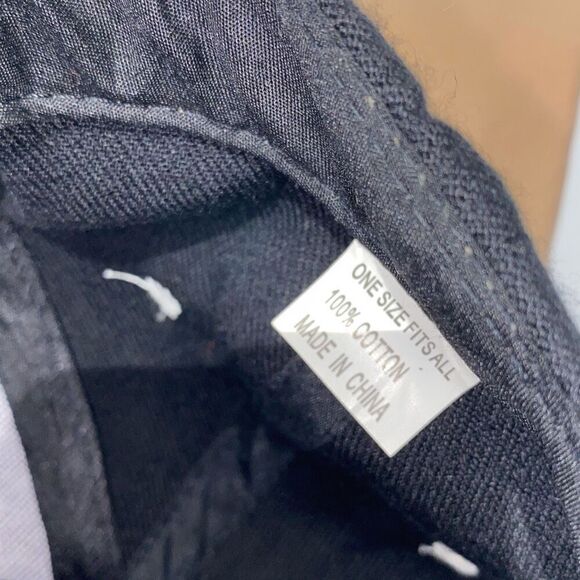 ONE SIZE FITS ALL
100% COTTON
MADE IN CHINA